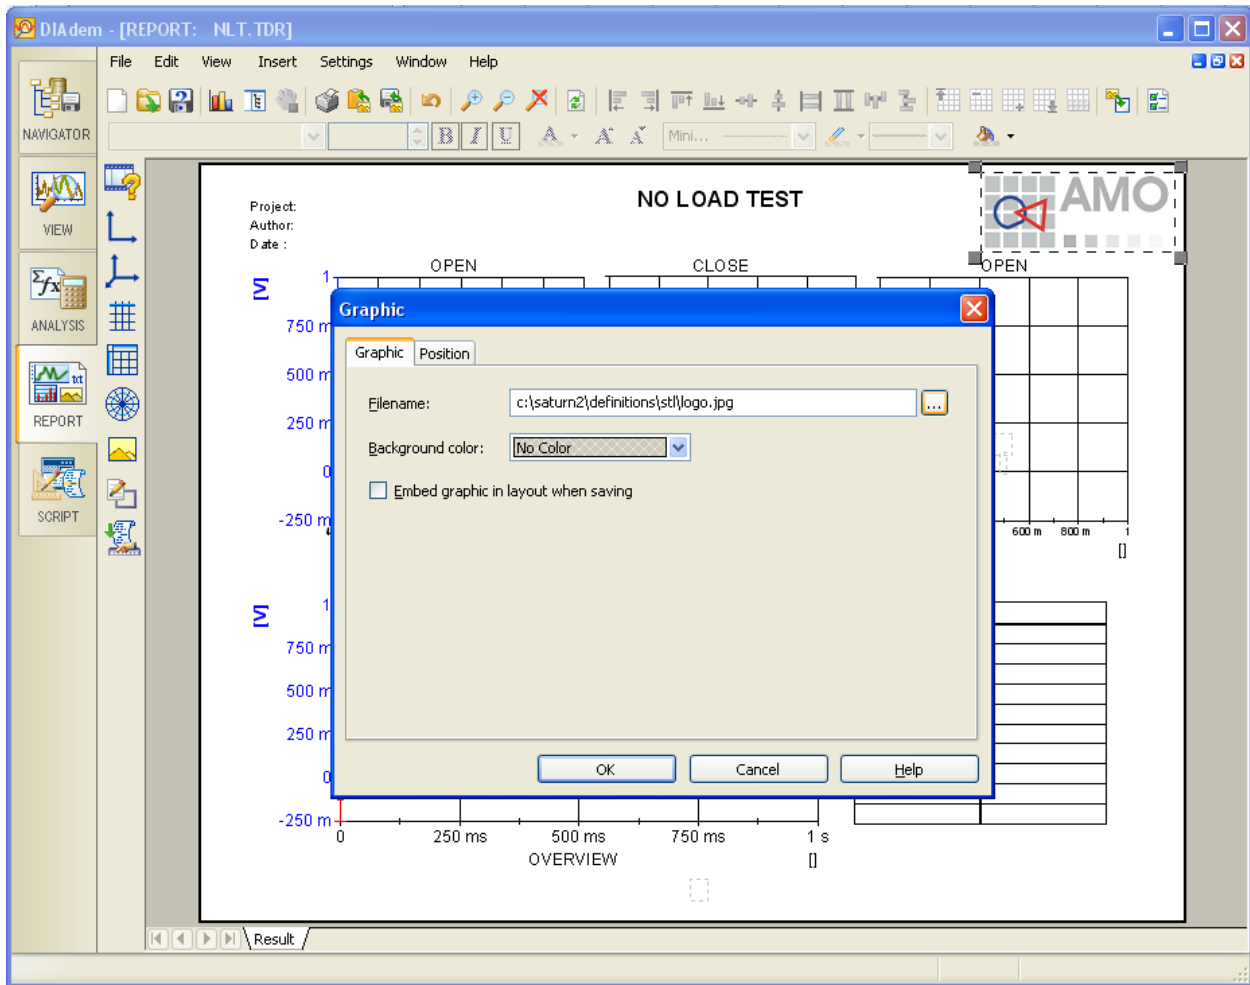 DIAdem - [REPORT: NLT.TDR]
File Edit View Insert Settings Window Help
NAVIGATOR
B I U A A A Mini...
VIEW
ANALYSIS
REPORT
SCRIPT
Project:
Author:
Date :
NO LOAD TEST
AMO
OPEN CLOSE OPEN
[V]
1
750 m
500 m
250 m
0
-250 m
600 m 800 m 1
[]
Graphic
Graphic Position
Filename: c:\saturn2\definitions\stl\logo.jpg ...
Background color: No Color
Embed graphic in layout when saving
OK Cancel Help
[V]
1
750 m
500 m
250 m
0
-250 m
0 250 ms 500 ms 750 ms 1 s
OVERVIEW []
Result